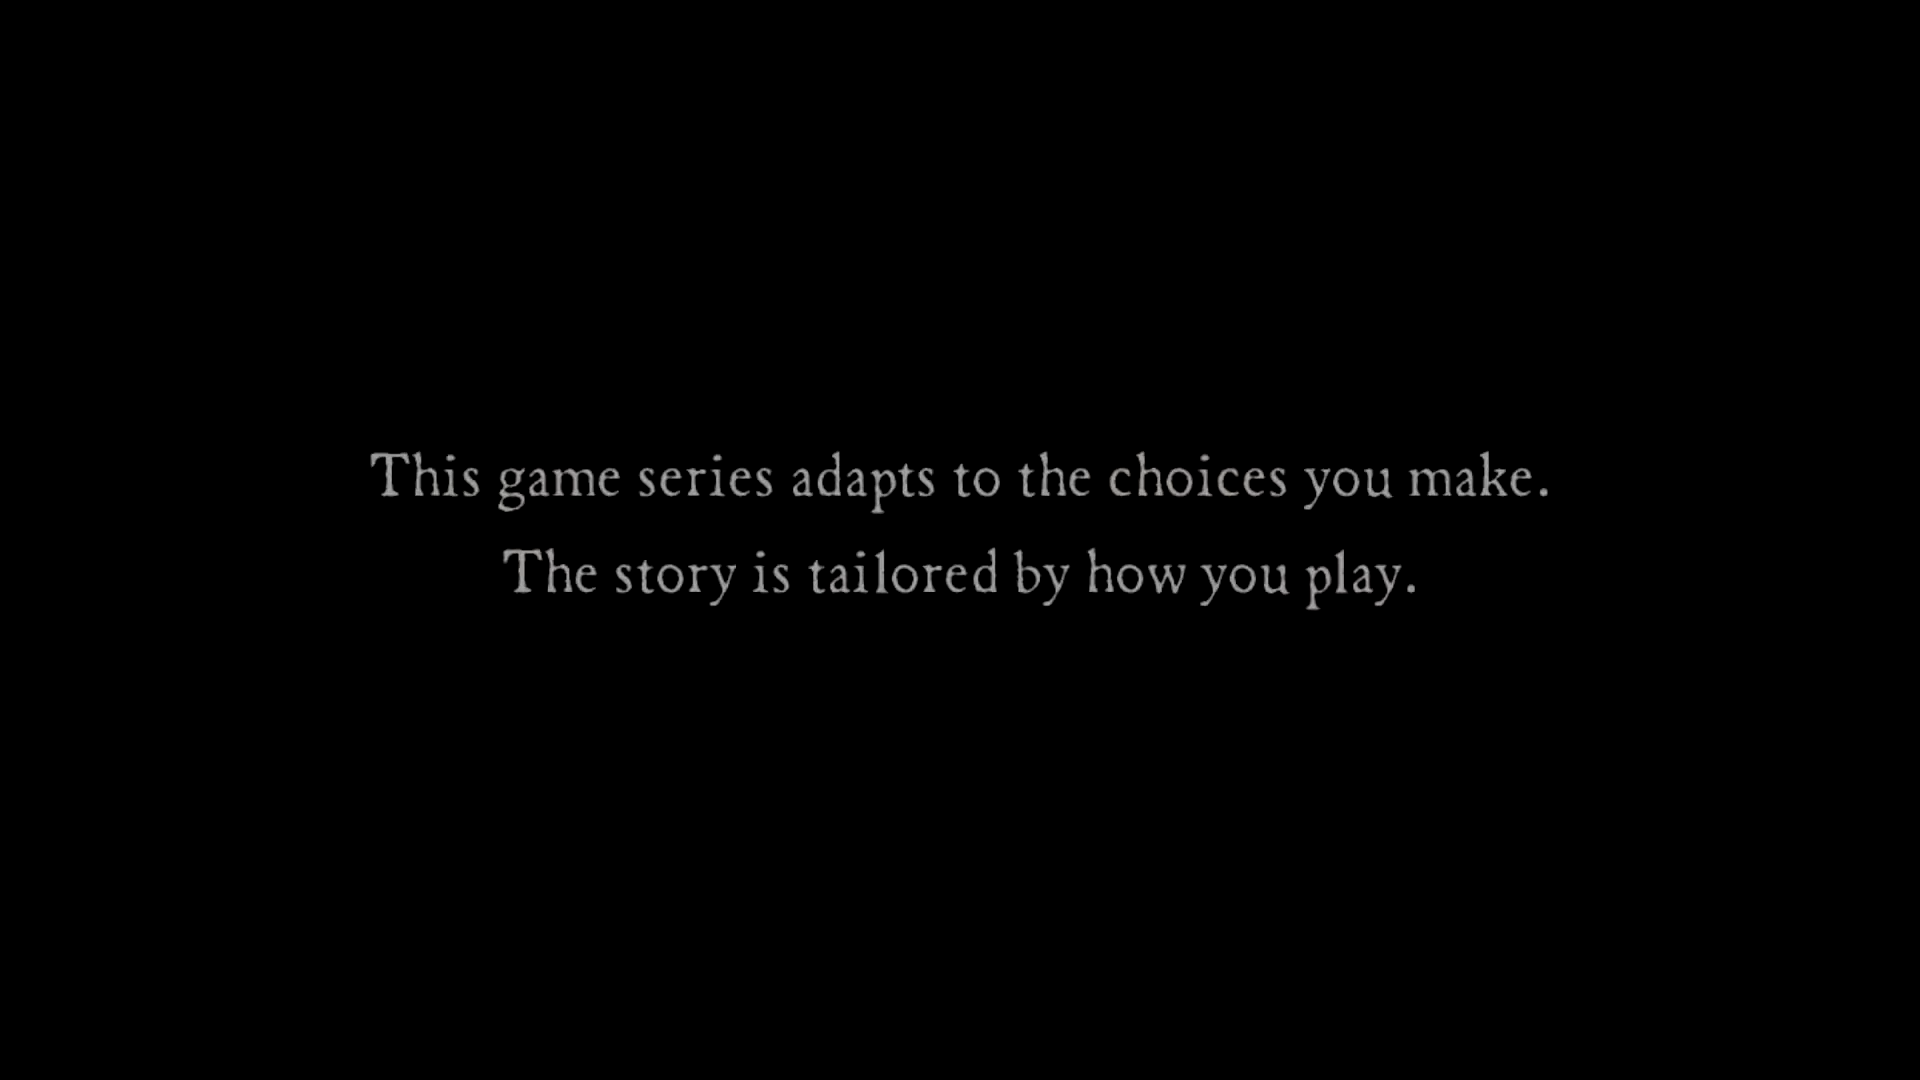 This game series adapts to the choices you make.
The story is tailored by how you play.